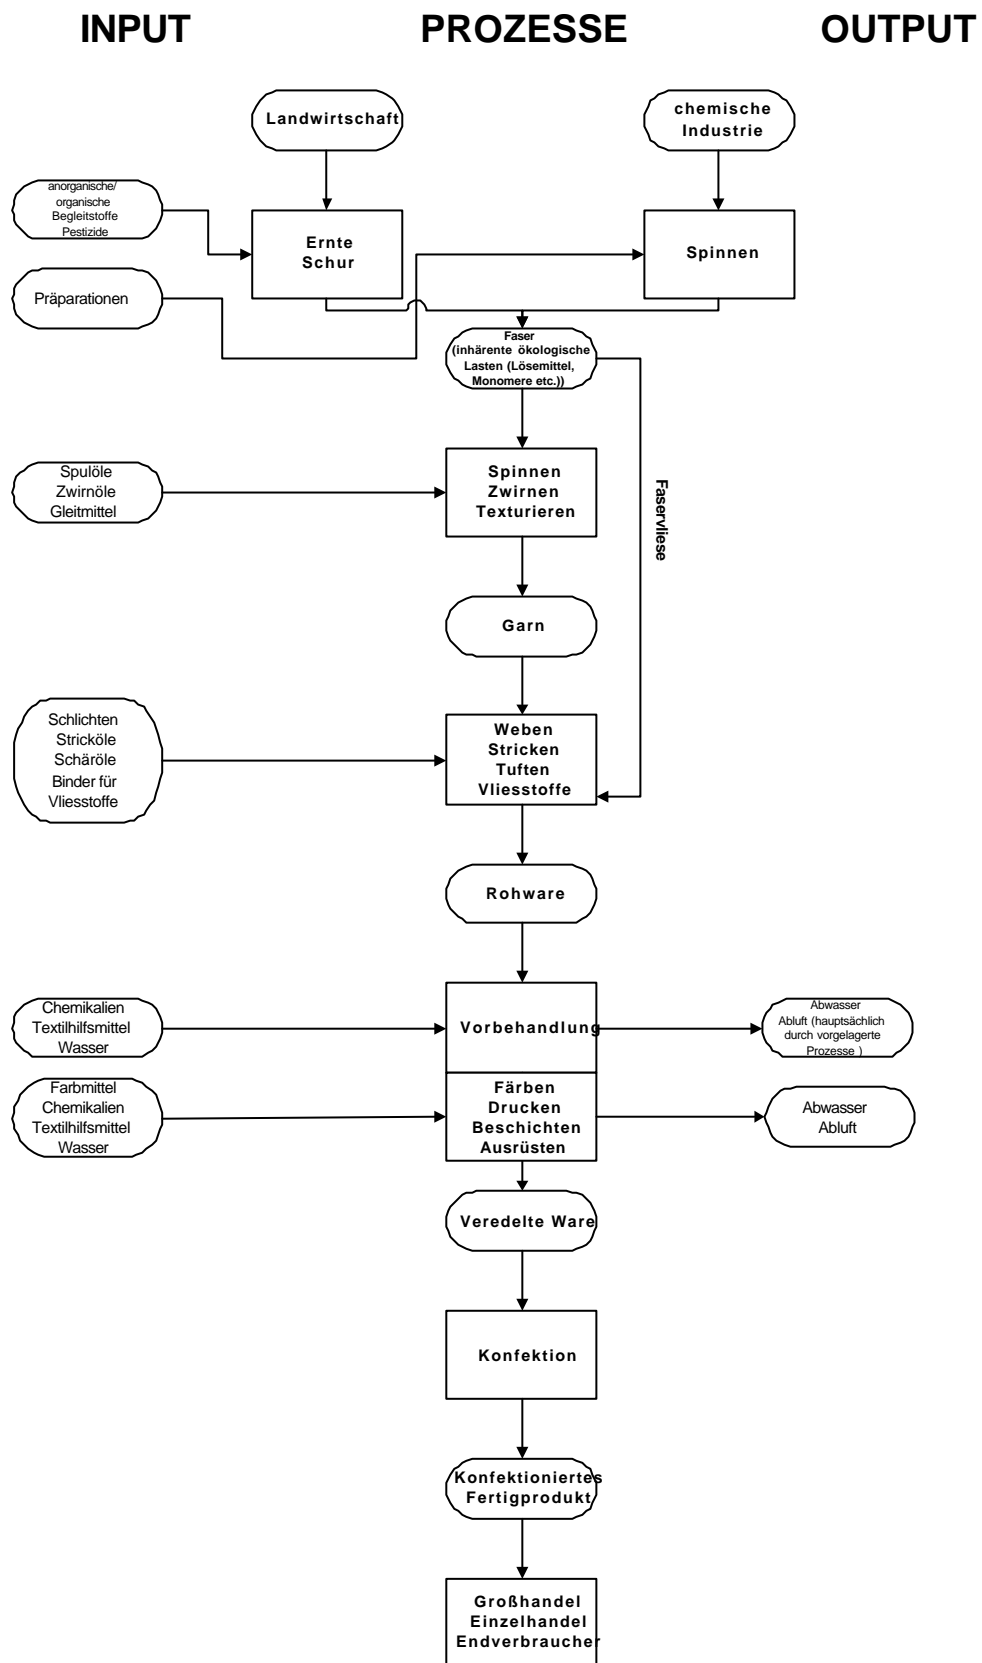 INPUT
PROZESSE
OUTPUT
Landwirtschaft
chemische
Industrie
anorganische/
organische
Begleitstoffe
Pestizide
Ernte
Schur
Spinnen
Präparationen
Faser
(inhärente ökologische
Lasten (Lösemittel,
Monomere etc.))
Spulöle
Zwirnöle
Gleitmittel
Spinnen
Zwirnen
Texturieren
Faservliese
Garn
Schlichten
Stricköle
Schäröle
Binder für
Vliesstoffe
Weben
Stricken
Tuften
Vliesstoffe
Rohware
Chemikalien
Textilhilfsmittel
Wasser
Vorbehandlung
Abwasser
Abluft (hauptsächlich
durch vorgelagerte
Prozesse )
Farbmittel
Chemikalien
Textilhilfsmittel
Wasser
Färben
Drucken
Beschichten
Ausrüsten
Abwasser
Abluft
Veredelte Ware
Konfektion
Konfektioniertes
Fertigprodukt
Großhandel
Einzelhandel
Endverbraucher